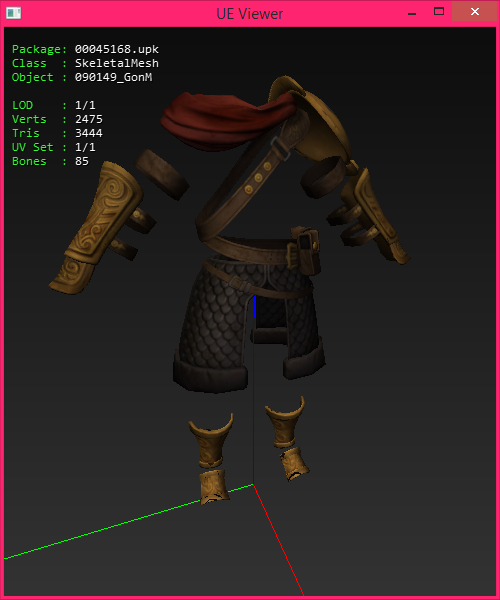 UE Viewer
Package: 00045168.upk
Class : SkeletalMesh
Object : 090149_GonM
LOD : 1/1
Verts : 2475
Tris : 3444
UV Set : 1/1
Bones : 85